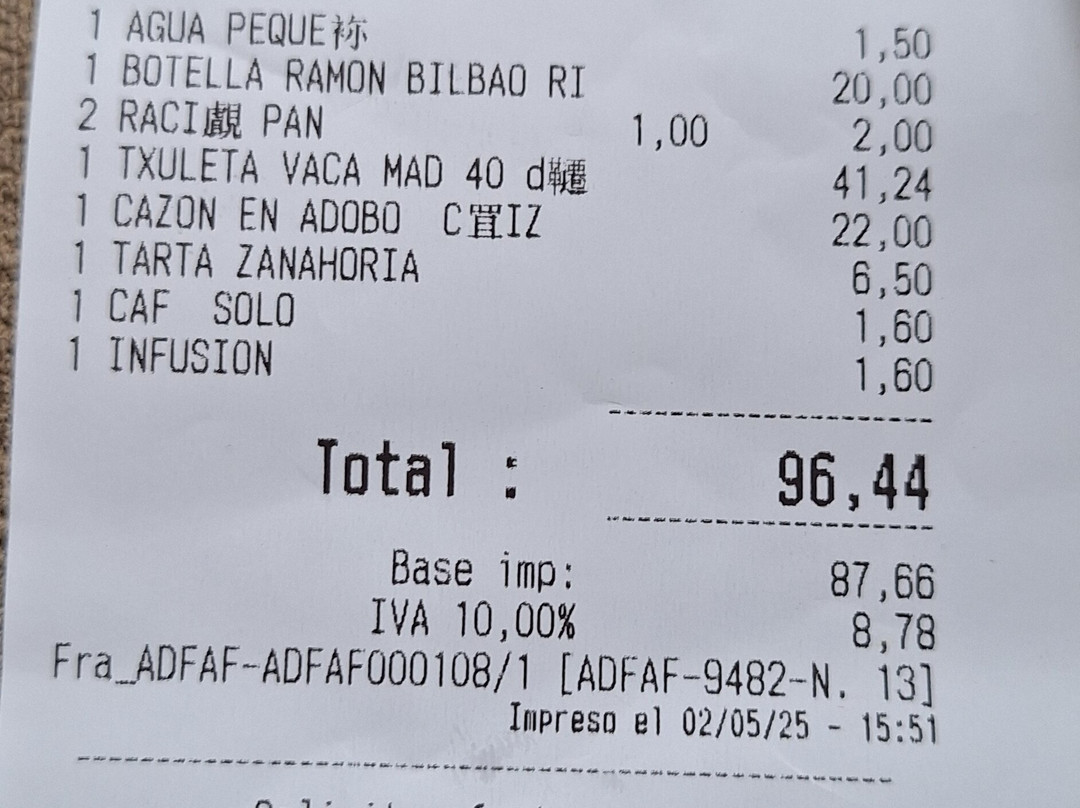 1 AGUA PEQUE祢 1,50
1 BOTELLA RAMON BILBAO RI 20,00
2 RACI覰 PAN 1,00 2,00
1 TXULETA VACA MAD 40 d韆 41,24
1 CAZON EN ADOBO C罝IZ 22,00
1 TARTA ZANAHORIA 6,50
1 CAF SOLO 1,60
1 INFUSION 1,60
Total : 96,44
Base imp: 87,66
IVA 10,00% 8,78
Fra_ADFAF-ADFAF000108/1 [ADFAF-9482-N. 13]
Impreso el 02/05/25 - 15:51